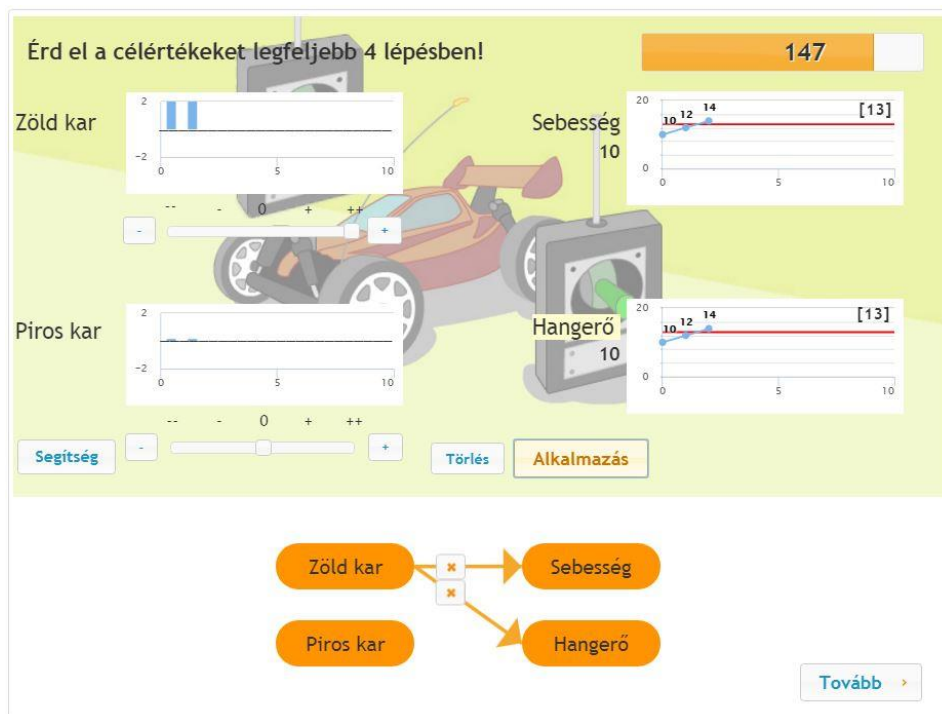 Érd el a célértékeket legfeljebb 4 lépésben!
147
Zöld kar
2
-2
0 5 10
-- - 0 + ++
- +
Sebesség
10
20
0
10 12 14
[13]
0 5 10
Piros kar
2
-2
0 5 10
-- - 0 + ++
- +
Hangerő
10
20
0
10 12 14
[13]
0 5 10
Segítség
Törlés
Alkalmazás
Zöld kar
Sebesség
Piros kar
Hangerő
Tovább